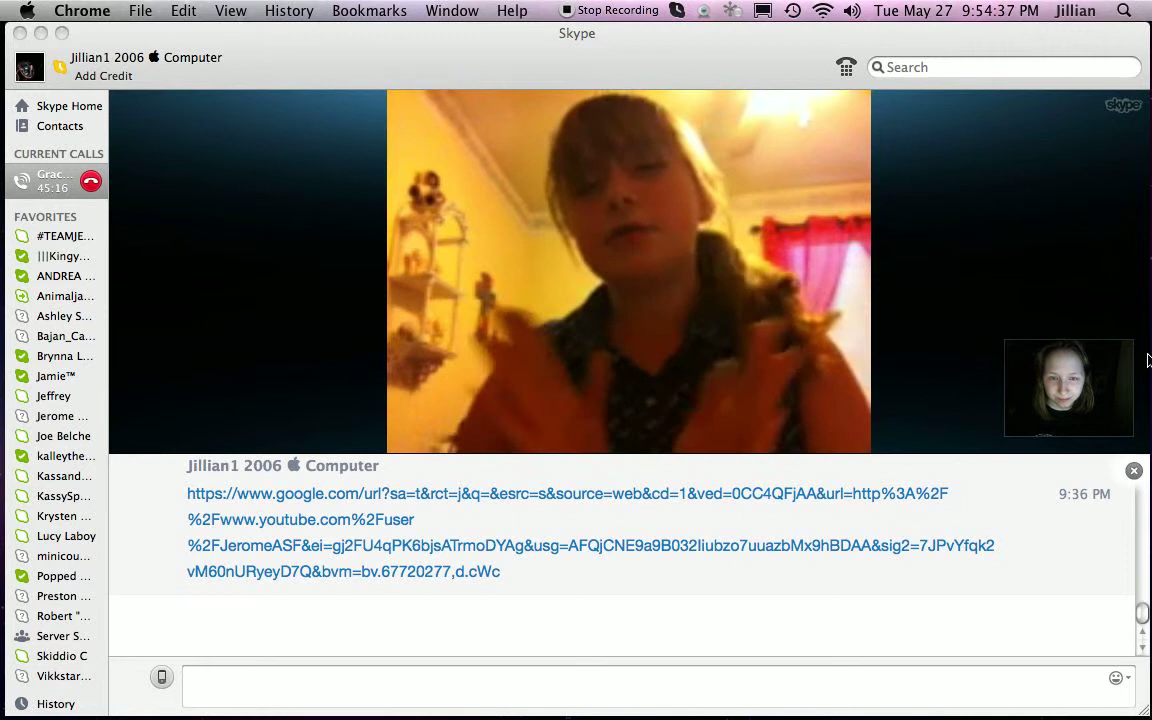 Chrome File Edit View History Bookmarks Window Help Stop Recording Tue May 27 9:54:37 PM Jillian
Skype
Jillian1 2006 Computer
Add Credit
Search
Skype Home
Contacts
CURRENT CALLS
Grac...
45:16
FAVORITES
#TEAMJE...
|||Kingy...
ANDREA ...
Animalja...
Ashley S...
Bajan_Ca...
Brynna L...
Jamie™
Jeffrey
Jerome ...
Joe Belche
kalleythe...
Kassand...
KassySp...
Krysten ...
Lucy Laboy
minicou...
Popped ...
Preston ...
Robert "...
Server S...
Skiddio C
Vikkstar...
History
skype
Jillian1 2006 Computer
https://www.google.com/url?sa=t&rct=j&q=&esrc=s&source=web&cd=1&ved=0CC4QFjAA&url=http%3A%2F 9:36 PM
%2Fwww.youtube.com%2Fuser
%2FJeromeASF&ei=gj2FU4qPK6bjsATrmoDYAg&usg=AFQjCNE9a9B032Iiubzo7uuazbMx9hBDAA&sig2=7JPvYfqk2
vM60nURyeyD7Q&bvm=bv.67720277,d.cWc